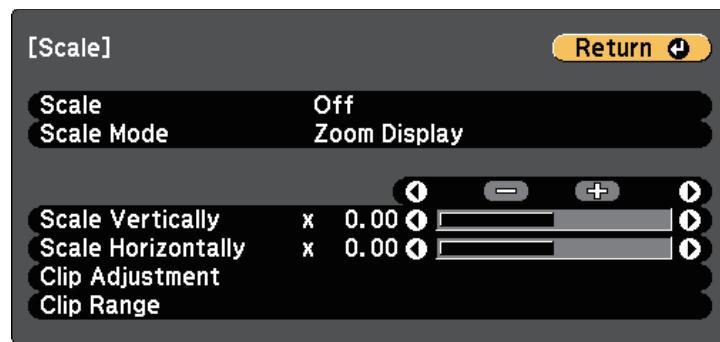 [Scale] Return
Scale Off
Scale Mode Zoom Display
− +
Scale Vertically x 0.00
Scale Horizontally x 0.00
Clip Adjustment
Clip Range